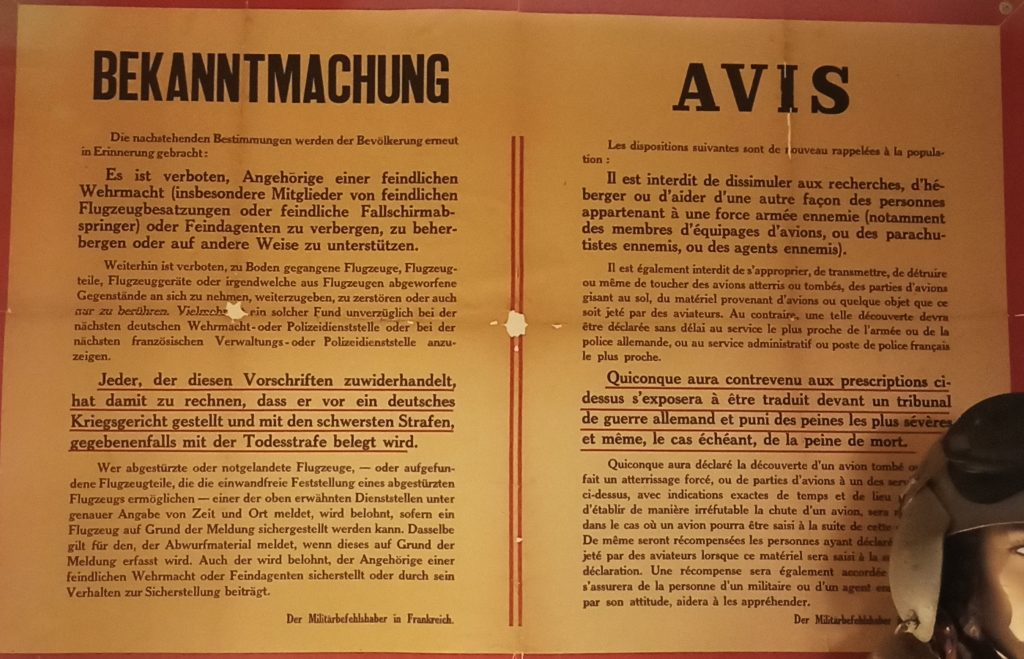 BEKANNTMACHUNG
Die nachstehenden Bestimmungen werden der Bevölkerung erneut
in Erinnerung gebracht:
Es ist verboten, Angehörige einer feindlichen
Wehrmacht (insbesondere Mitglieder von feindlichen
Flugzeugbesatzungen oder feindliche Fallschirmab-
springer) oder Feindagenten zu verbergen, zu beher-
bergen oder auf andere Weise zu unterstützen.
Weiterhin ist verboten, zu Boden gegangene Flugzeuge, Flugzeug-
teile, Flugzeuggeräte oder irgendwelche aus Flugzeugen abgeworfene
Gegenstände an sich zu nehmen, weiterzugeben, zu zerstören oder auch
nur zu berühren. ein solcher Fund unverzüglich bei der
nächsten deutschen Wehrmacht- oder Polizeidienststelle oder bei der
nächsten französischen Verwaltungs- oder Polizeidienststelle anzu-
zeigen.
Jeder, der diesen Vorschriften zuwiderhandelt,
hat damit zu rechnen, dass er vor ein deutsches
Kriegsgericht gestellt und mit den schwersten Strafen,
gegebenenfalls mit der Todesstrafe belegt wird.
Wer abgestürzte oder notgelandete Flugzeuge, — oder aufgefun-
dene Flugzeugteile, die die einwandfreie Feststellung eines abgestürzten
Flugzeugs ermöglichen — einer der oben erwähnten Dienststellen unter
genauer Angabe von Zeit und Ort meldet, wird belohnt, sofern ein
Flugzeug auf Grund der Meldung sichergestellt werden kann. Dasselbe
gilt für den, der Abwurfmaterial meldet, wenn dieses auf Grund der
Meldung erfasst wird. Auch der wird belohnt, der Angehörige einer
feindlichen Wehrmacht oder Feindagenten sicherstellt oder durch sein
Verhalten zur Sicherstellung beiträgt.
Der Militärbefehlshaber in Frankreich.
AVIS
Les dispositions suivantes sont de nouveau rappelées à la popula-
tion :
Il est interdit de dissimuler aux recherches, d'hé-
berger ou d'aider d'une autre façon des personnes
appartenant à une force armée ennemie (notamment
des membres d'équipages d'avions, ou des parachu-
tistes ennemis, ou des agents ennemis).
Il est également interdit de s'approprier, de transmettre, de détruire
ou même de toucher des avions atterris ou tombés, des parties d'avions
gisant au sol, du matériel provenant d'avions ou quelque objet que ce
soit jeté par des aviateurs. Au contraire, une telle découverte devra
être déclarée sans délai au service le plus proche de l'armée ou de la
police allemande, ou au service administratif ou poste de police français
le plus proche.
Quiconque aura contrevenu aux prescriptions ci-
dessus s'exposera à être traduit devant un tribunal
de guerre allemand et puni des peines les plus sévères
et même, le cas échéant, de la peine de mort.
Quiconque aura déclaré la découverte d'un avion tombé
fait un atterrissage forcé, ou de parties d'avions à un des
ci-dessus, avec indications exactes de temps et de lieu
d'établir de manière irréfutable la chute d'un avion, sera
dans le cas où un avion pourra être saisi à la suite de cette
De même seront récompensées les personnes ayant déclaré
jeté par des aviateurs lorsque ce matériel sera saisi à la
déclaration. Une récompense sera également accordée
s'assurera de la personne d'un militaire ou d'un agent
par son attitude, aidera à les appréhender.
Der Militärbefehlshaber